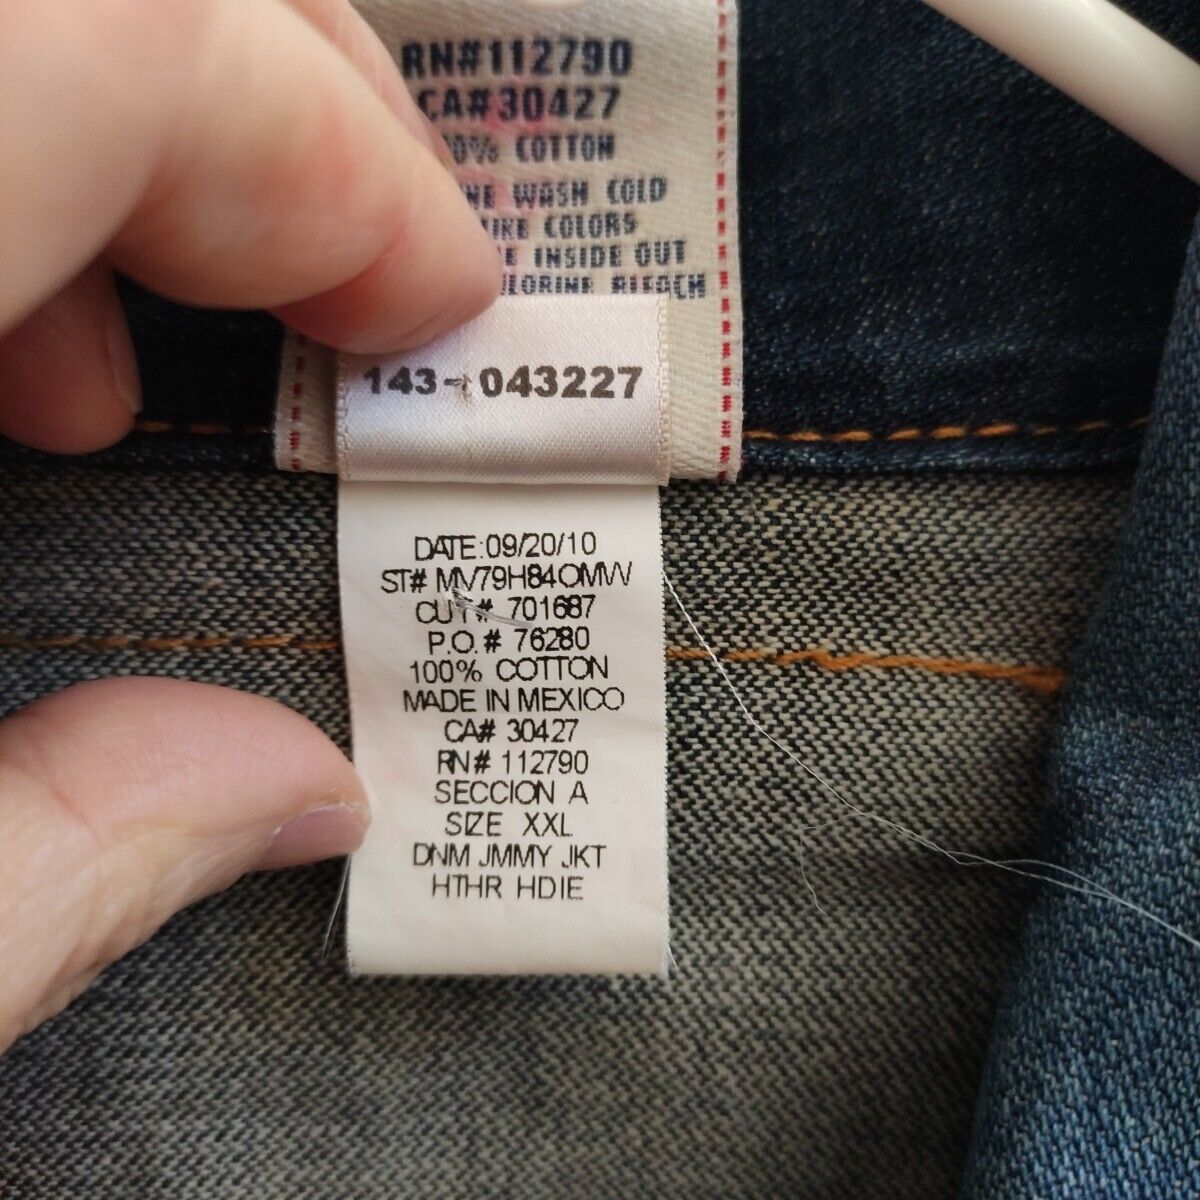 RN#112790
CA#30427
0% COTTON
WASH COLD
COLORS
INSIDE OUT
BLEACH
143-043227
DATE:09/20/10
ST# MV79H84OMW
CUT# 701687
P.O.# 76280
100% COTTON
MADE IN MEXICO
CA# 30427
RN# 112790
SECCION A
SIZE XXL
DNM JMMY JKT
HTHR HDIE